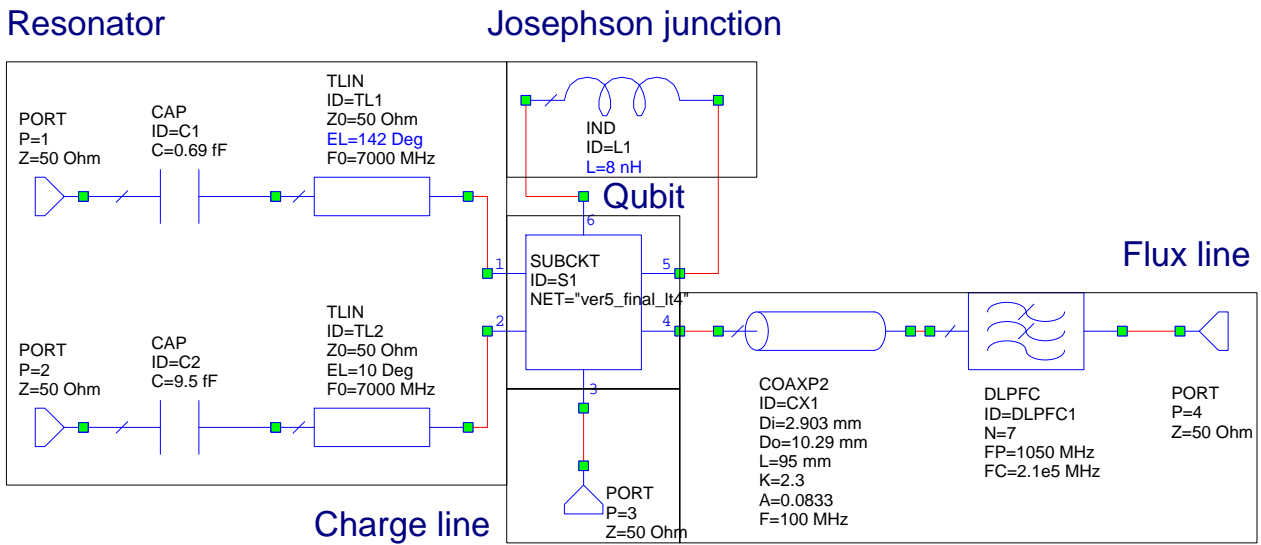 Resonator
Josephson junction
PORT
P=1
Z=50 Ohm
CAP
ID=C1
C=0.69 fF
TLIN
ID=TL1
Z0=50 Ohm
EL=142 Deg
F0=7000 MHz
IND
ID=L1
L=8 nH
Qubit
6
1
SUBCKT
ID=S1
NET="ver5_final_lt4"
5
2
4
3
Flux line
PORT
P=2
Z=50 Ohm
CAP
ID=C2
C=9.5 fF
TLIN
ID=TL2
Z0=50 Ohm
EL=10 Deg
F0=7000 MHz
COAXP2
ID=CX1
Di=2.903 mm
Do=10.29 mm
L=95 mm
K=2.3
A=0.0833
F=100 MHz
DLPFC
ID=DLPFC1
N=7
FP=1050 MHz
FC=2.1e5 MHz
PORT
P=4
Z=50 Ohm
Charge line
PORT
P=3
Z=50 Ohm